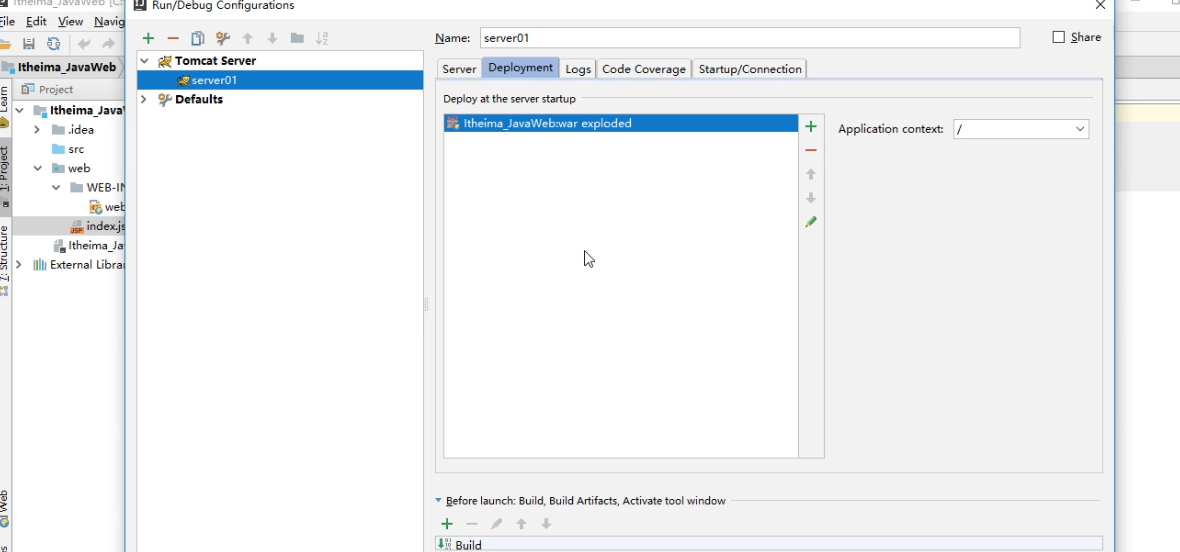 Itheima_JavaWeb
Run/Debug Configurations
File Edit View Navig
Name: server01
Share
Itheima_JavaWeb
Tomcat Server
server01
Defaults
Server Deployment Logs Code Coverage Startup/Connection
Learn
Project
Itheima_Java
.idea
src
web
WEB-IN
web
index.js
Itheima_Ja
External Librar
1: Project
7: Structure
Web
Deploy at the server startup
Itheima_JavaWeb:war exploded
Application context: /
Before launch: Build, Build Artifacts, Activate tool window
Build